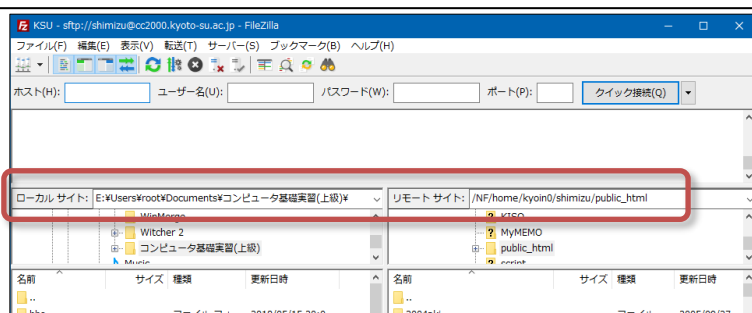 KSU - sftp://shimizu@cc2000.kyoto-su.ac.jp - FileZilla
ファイル(F) 編集(E) 表示(V) 転送(T) サーバー(S) ブックマーク(B) ヘルプ(H)
ホスト(H): ユーザー名(U): パスワード(W): ポート(P): クイック接続(Q)
ローカル サイト: E:¥Users¥root¥Documents¥コンピュータ基礎実習(上級)¥ リモート サイト: /NF/home/kyoin0/shimizu/public_html
WinMerge ? KISO
Witcher 2 ? MyMEMO
コンピュータ基礎実習(上級) public_html
Music ? script
名前 サイズ 種類 更新日時 名前 サイズ 種類 更新日時
.. ..